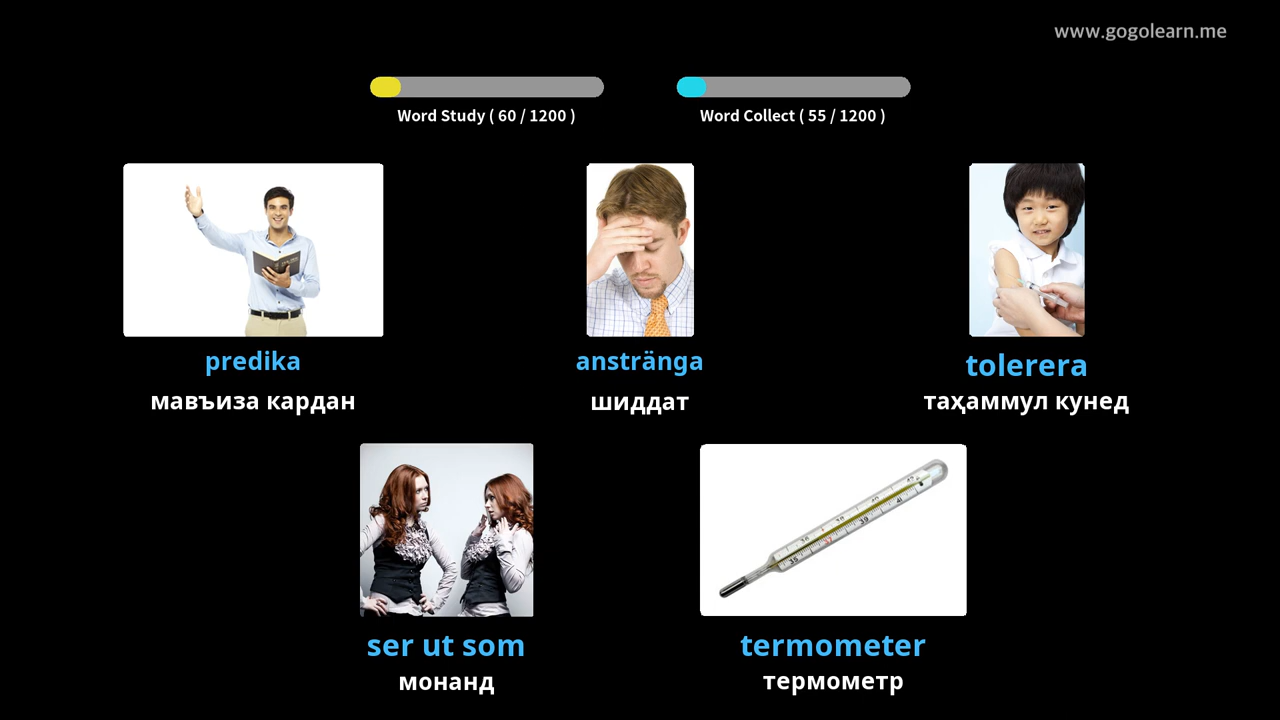 www.gogolearn.me
Word Study ( 60 / 1200 )
Word Collect ( 55 / 1200 )
predika
мавъиза кардан
anstränga
шиддат
tolerera
таҳаммул кунед
ser ut som
монанд
termometer
термометр